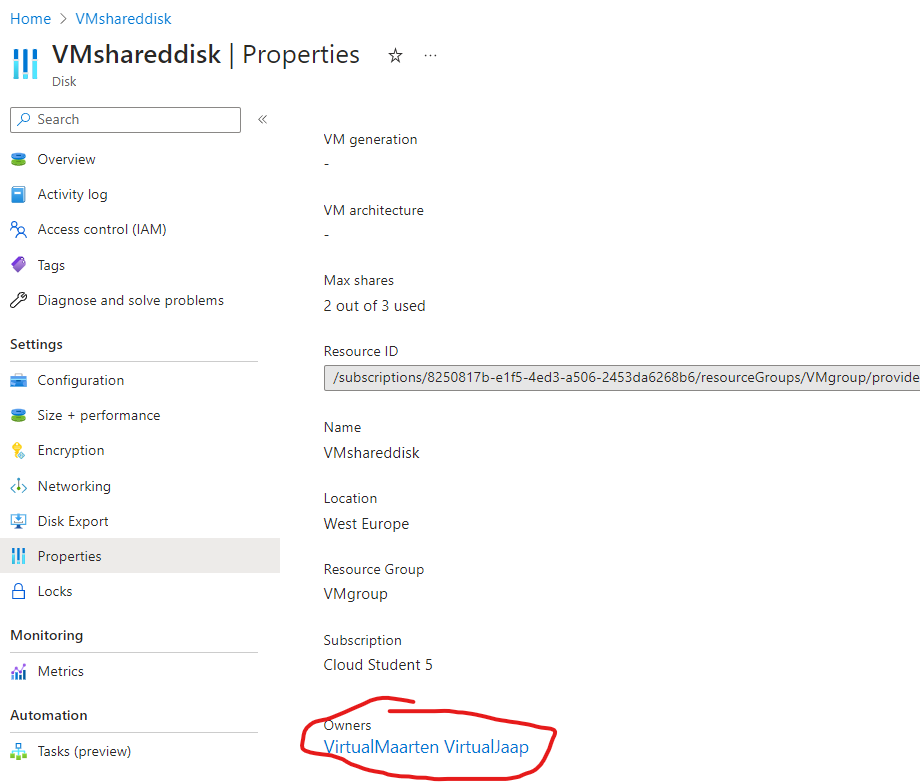 Home > VMshareddisk
VMshareddisk | Properties
Disk
Search
Overview
Activity log
Access control (IAM)
Tags
Diagnose and solve problems
Settings
Configuration
Size + performance
Encryption
Networking
Disk Export
Properties
Locks
Monitoring
Metrics
Automation
Tasks (preview)
VM generation
-
VM architecture
-
Max shares
2 out of 3 used
Resource ID
/subscriptions/8250817b-e1f5-4ed3-a506-2453da6268b6/resourceGroups/VMgroup/provide
Name
VMshareddisk
Location
West Europe
Resource Group
VMgroup
Subscription
Cloud Student 5
Owners
VirtualMaarten VirtualJaap